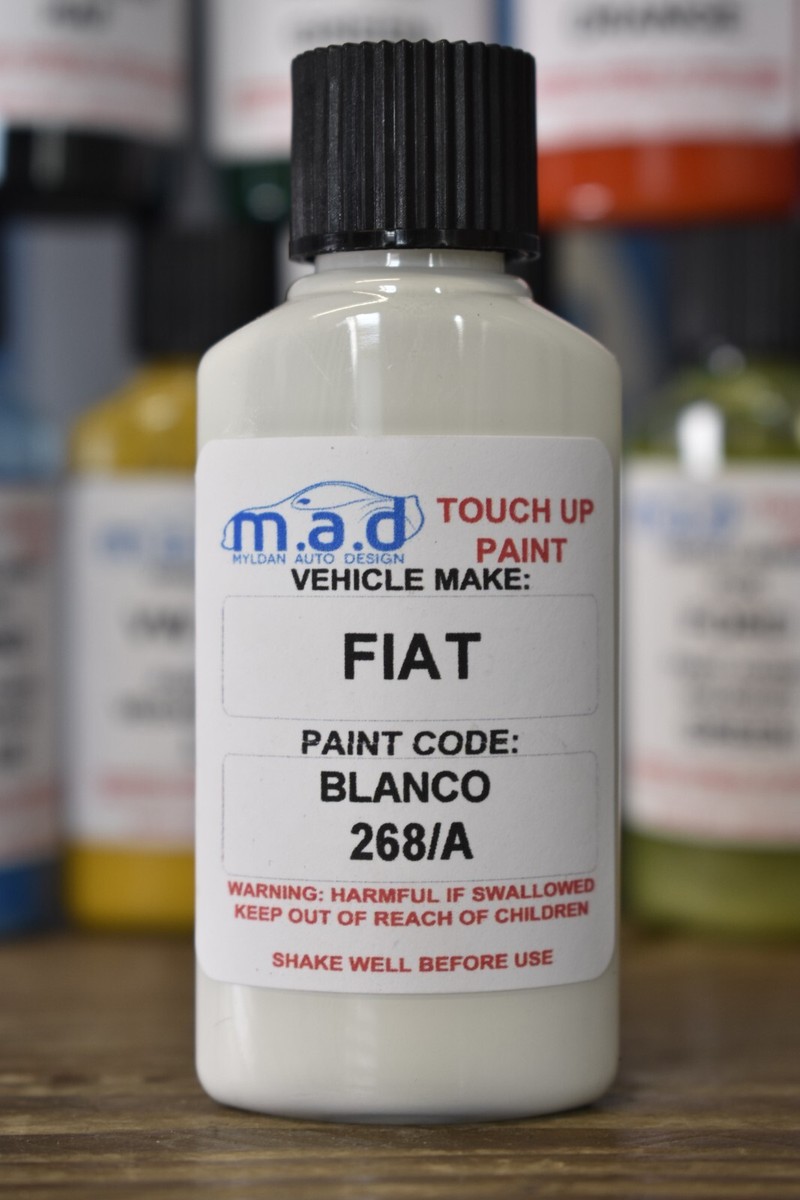 ORANGE
m.a.d
MYLDAN AUTO DESIGN
TOUCH UP
PAINT
VEHICLE MAKE:
FIAT
PAINT CODE:
BLANCO
268/A
WARNING: HARMFUL IF SWALLOWED
KEEP OUT OF REACH OF CHILDREN
SHAKE WELL BEFORE USE